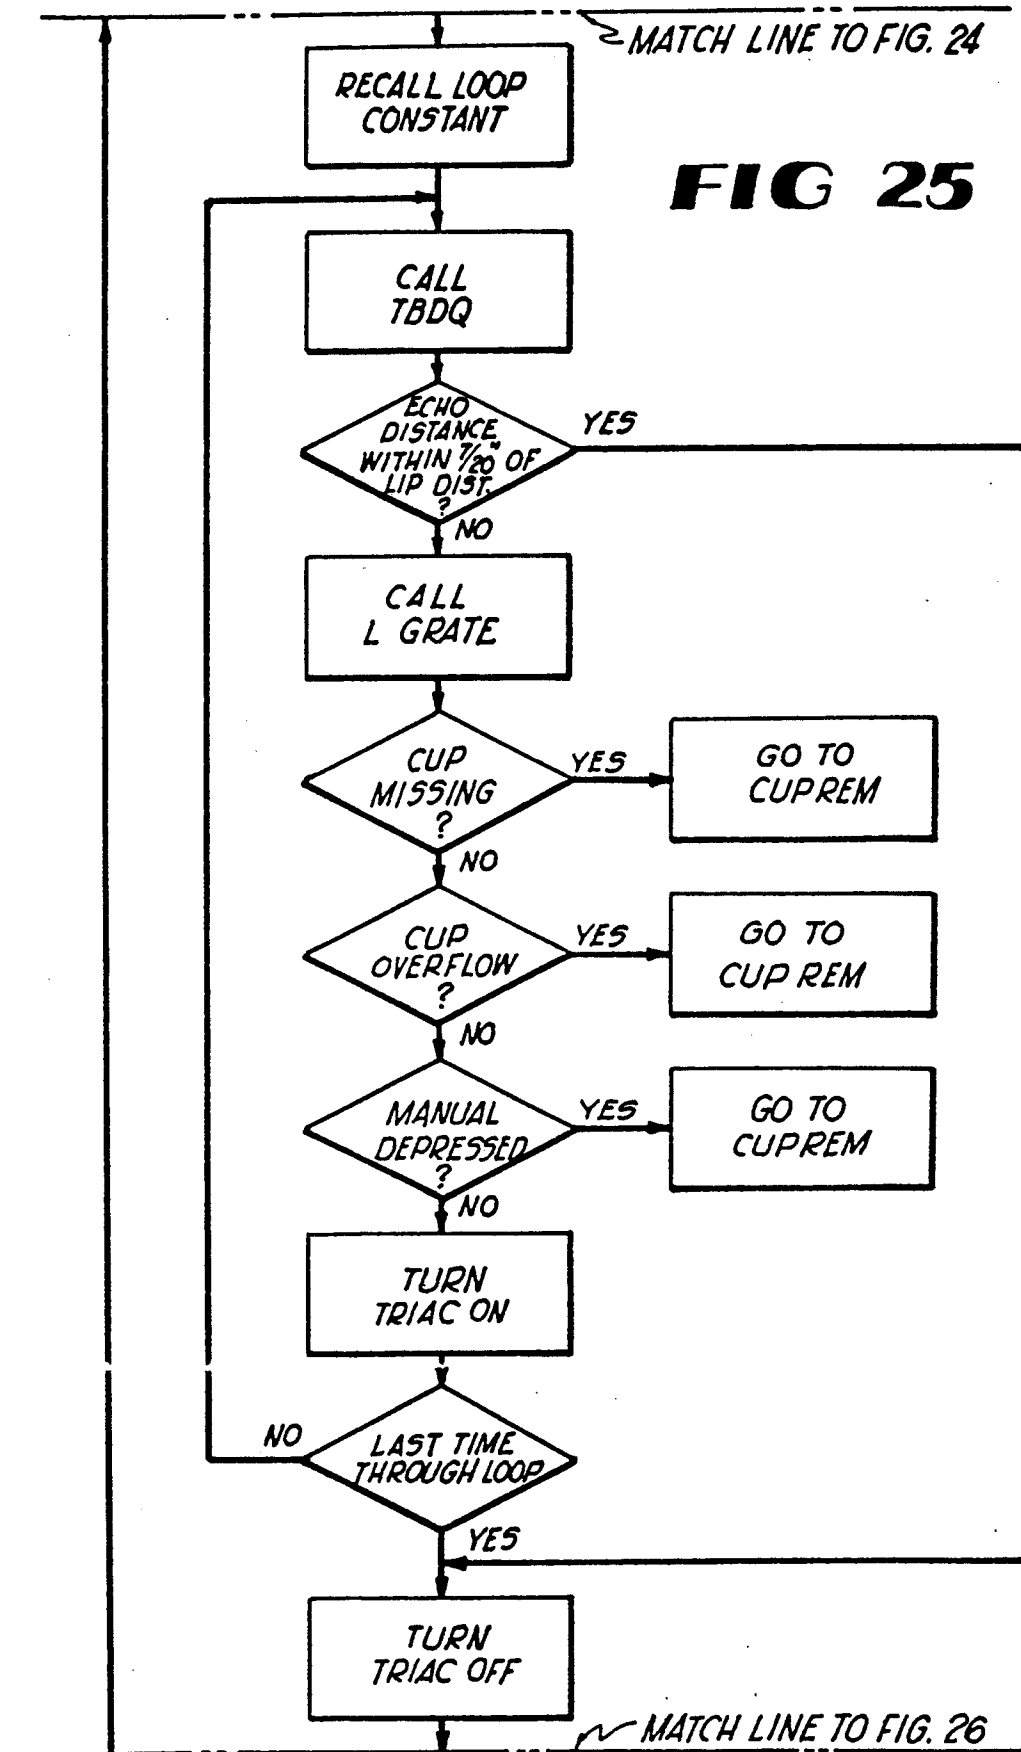 MATCH LINE TO FIG. 24
RECALL LOOP
CONSTANT
FIG 25
CALL
TBDQ
ECHO
DISTANCE
WITHIN 7/20" OF
LIP DIST.
?
YES
NO
CALL
L GRATE
CUP
MISSING
?
YES
GO TO
CUPREM
NO
CUP
OVERFLOW
?
YES
GO TO
CUP REM
NO
MANUAL
DEPRESSED
?
YES
GO TO
CUPREM
NO
TURN
TRIAC ON
NO
LAST TIME
THROUGH LOOP
YES
TURN
TRIAC OFF
MATCH LINE TO FIG. 26